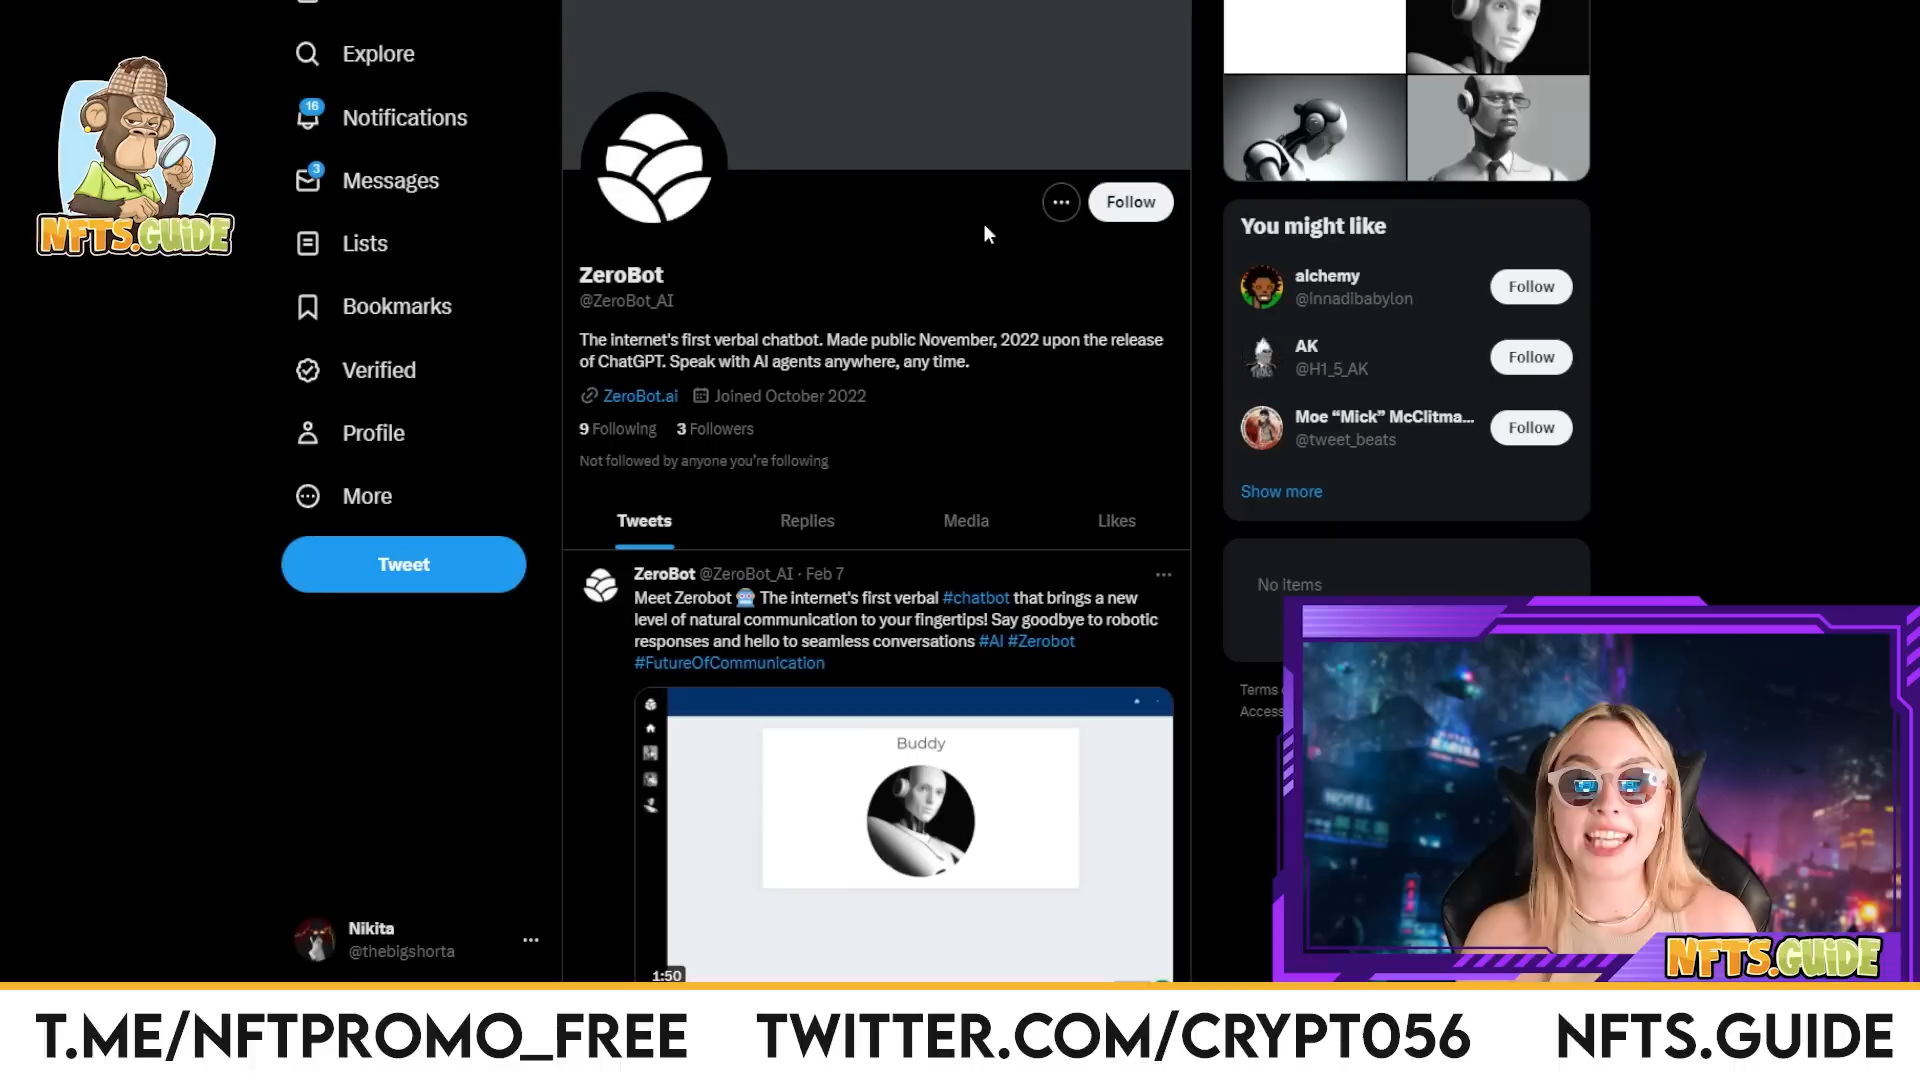 NFTS.GUIDE
Explore
16
Notifications
3
Messages
Lists
Bookmarks
Verified
Profile
More
Tweet
Nikita
@thebigshorta
Follow
ZeroBot
@ZeroBot_AI
The internet's first verbal chatbot. Made public November, 2022 upon the release
of ChatGPT. Speak with AI agents anywhere, any time.
ZeroBot.ai Joined October 2022
9 Following 3 Followers
Not followed by anyone you're following
Tweets Replies Media Likes
ZeroBot @ZeroBot_AI · Feb 7
Meet Zerobot 🤖 The internet's first verbal #chatbot that brings a new
level of natural communication to your fingertips! Say goodbye to robotic
responses and hello to seamless conversations #AI #Zerobot
#FutureOfCommunication
Buddy
1:50
You might like
alchemy
@innadibabylon
Follow
AK
@H1_5_AK
Follow
Moe “Mick” McClitma...
@tweet_beats
Follow
Show more
No Items
Terms
Access
HOTEL
NFTS.GUIDE
T.ME/NFTPROMO_FREE TWITTER.COM/CRYPT056 NFTS.GUIDE